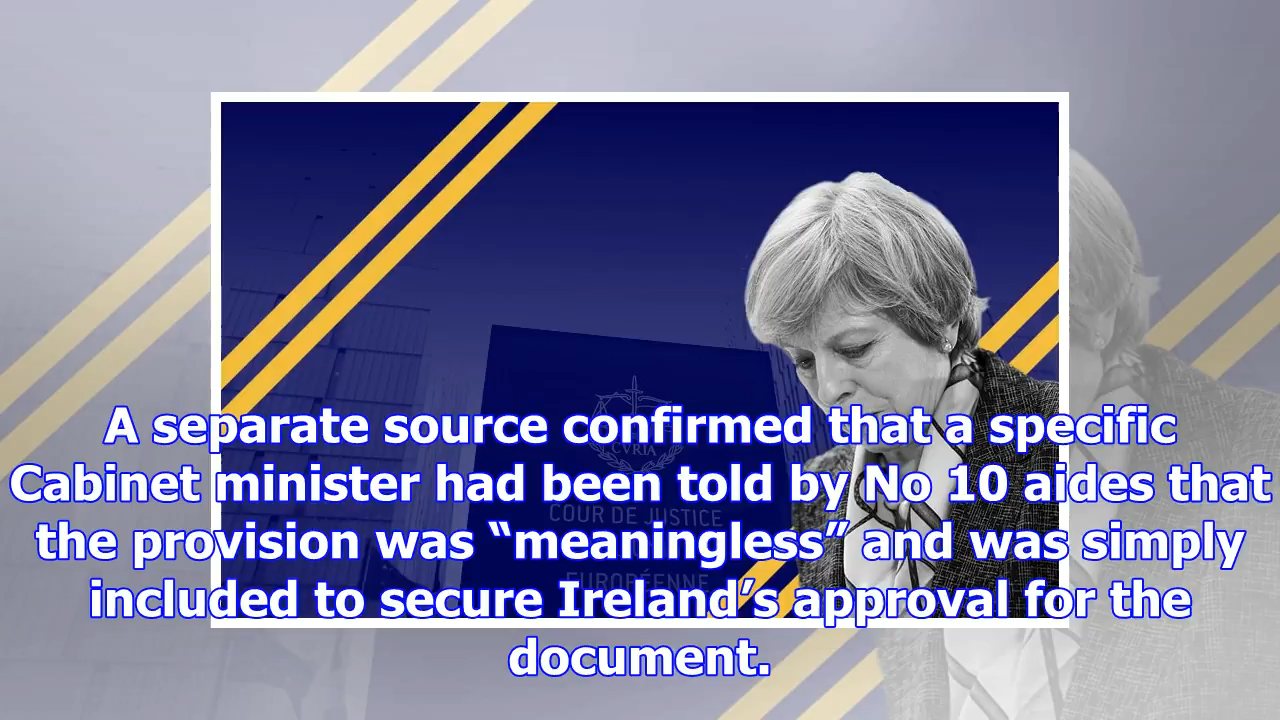 A separate source confirmed that a specific
Cabinet minister had been told by No 10 aides that
the provision was “meaningless” and was simply
included to secure Ireland’s approval for the
document.
CVRIA
COUR DE JUSTICE
EUROPÉENNE